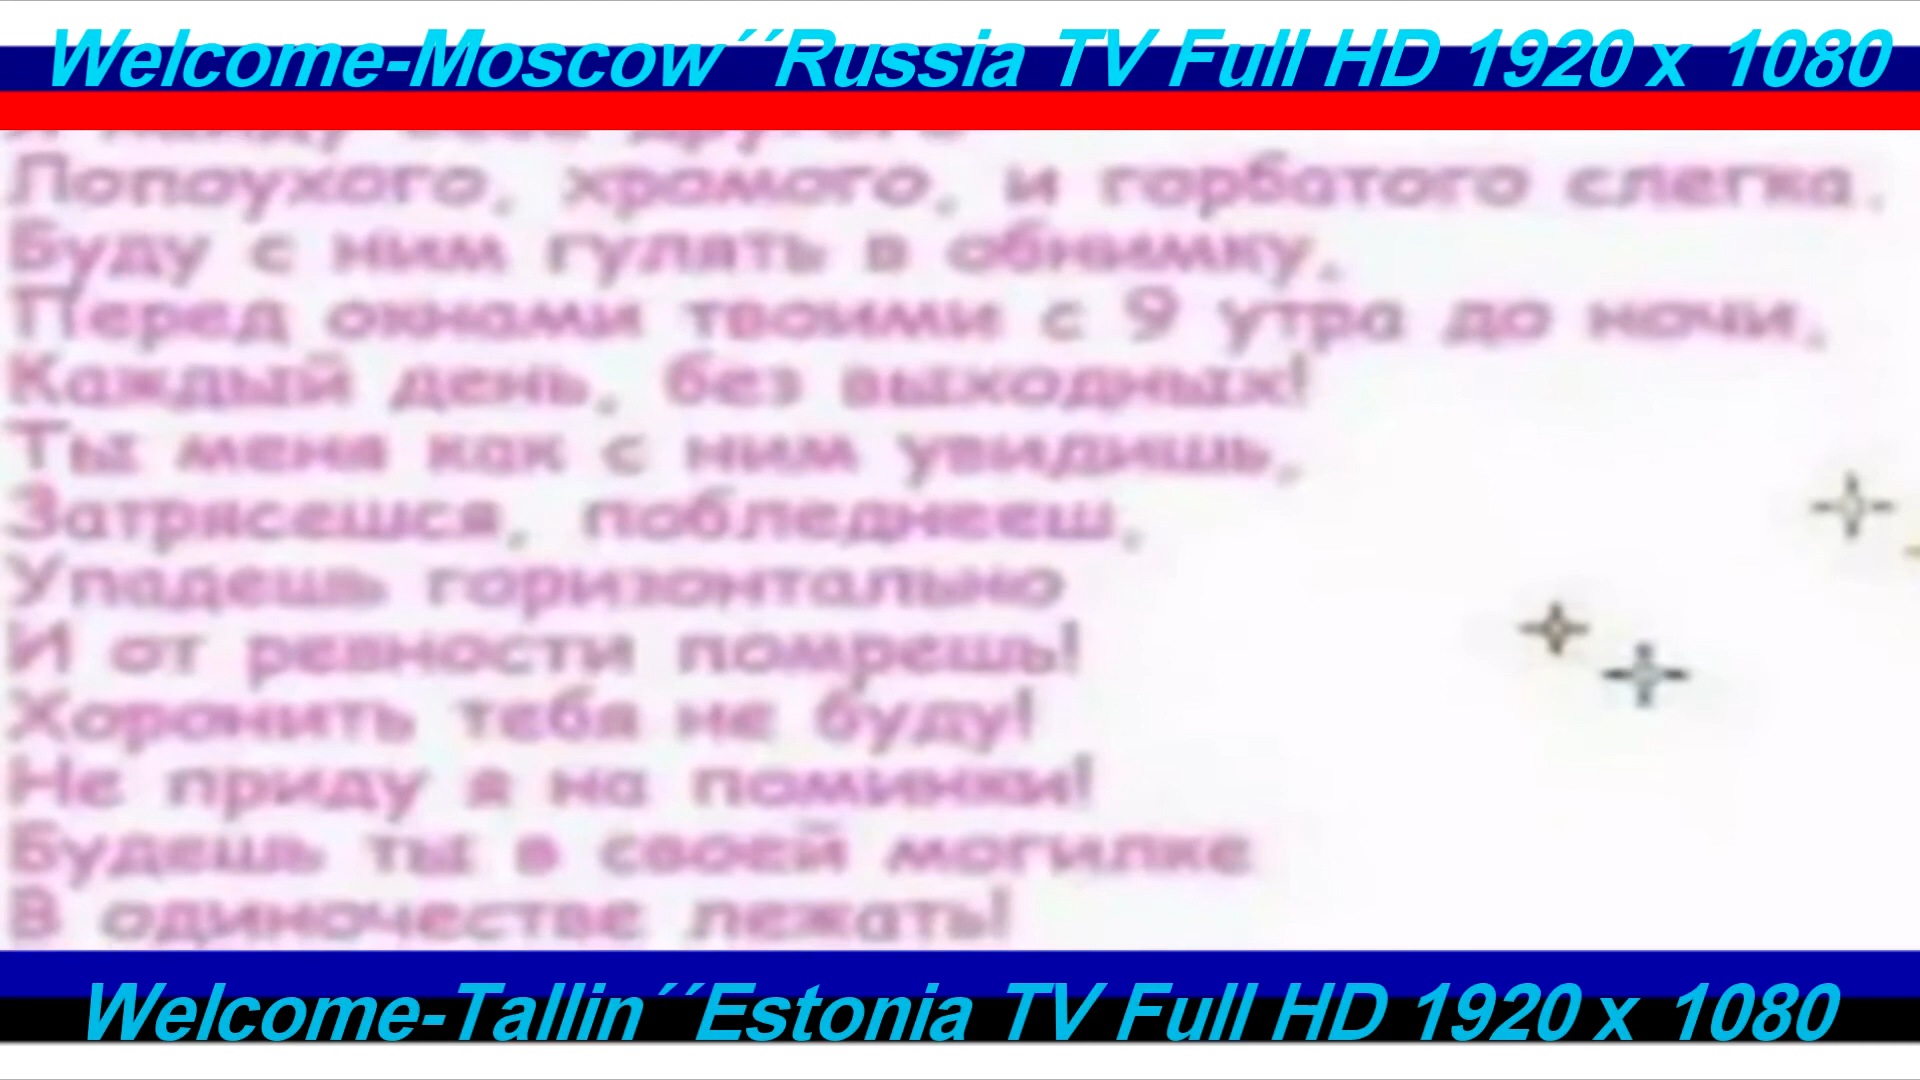 Welcome-Moscow´´Russia TV Full HD 1920 x 1080
Лопоухого, хромого, и горбатого слегка.
Буду с ним гулять в обнимку,
Перед окнами твоими с 9 утра до ночи,
Каждый день, без выходных!
Ты меня как с ним увидишь,
Затрясешся, побледнееш,
Упадешь горизонтально
И от ревности помрешь!
Хоронить тебя не буду!
Не приду я на поминки!
Будешь ты в своей могилке
В одиночестве лежать!
Welcome-Tallin´´Estonia TV Full HD 1920 x 1080